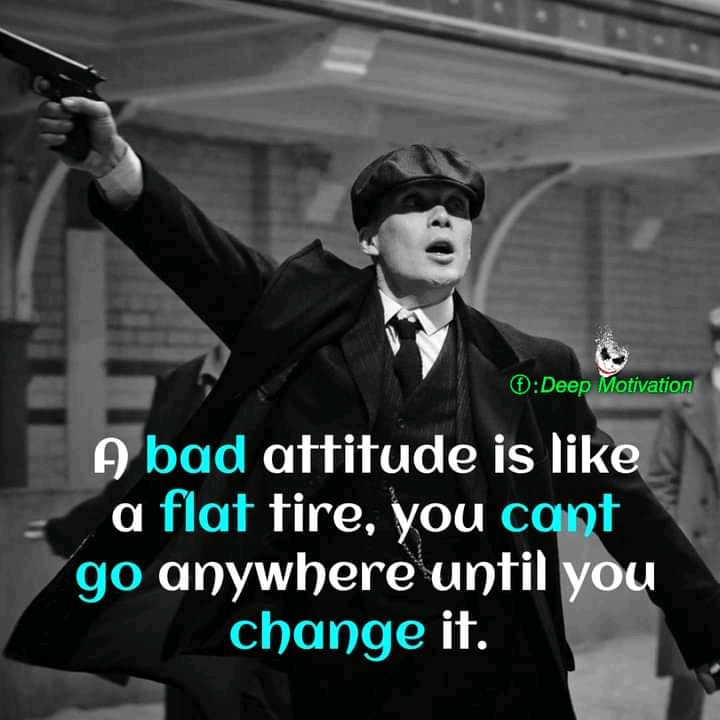 ⓕ:Deep Motivation
A bad attitude is like
a flat tire, you cant
go anywhere until you
change it.